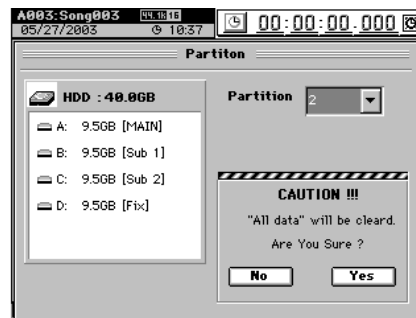 A003:Song003 44.1k 16
05/27/2003 10:37
00:00:00.000
Partiton
HDD :40.0GB
Partition 2
A: 9.5GB [MAIN]
B: 9.5GB [Sub 1]
C: 9.5GB [Sub 2]
D: 9.5GB [Fix]
CAUTION !!!
"All data" will be cleard.
Are You Sure ?
No Yes